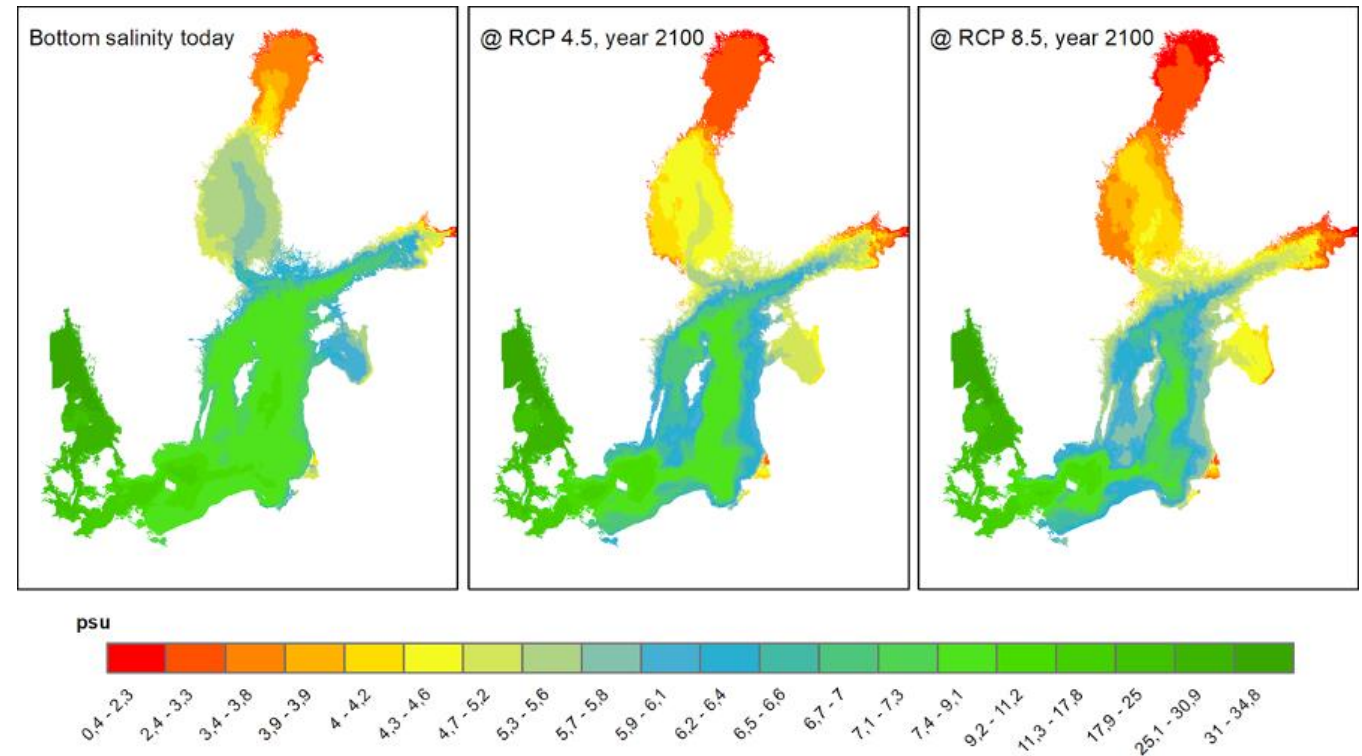 Bottom salinity today
@ RCP 4.5, year 2100
@ RCP 8.5, year 2100
psu
0,4 - 2,3
2,4 - 3,3
3,4 - 3,8
3,9 - 3,9
4 - 4,2
4,3 - 4,6
4,7 - 5,2
5,3 - 5,6
5,7 - 5,8
5,9 - 6,1
6,2 - 6,4
6,5 - 6,6
6,7 - 7
7,1 - 7,3
7,4 - 9,1
9,2 - 11,2
11,3 - 17,8
17,9 - 25
25,1 - 30,9
31 - 34,8